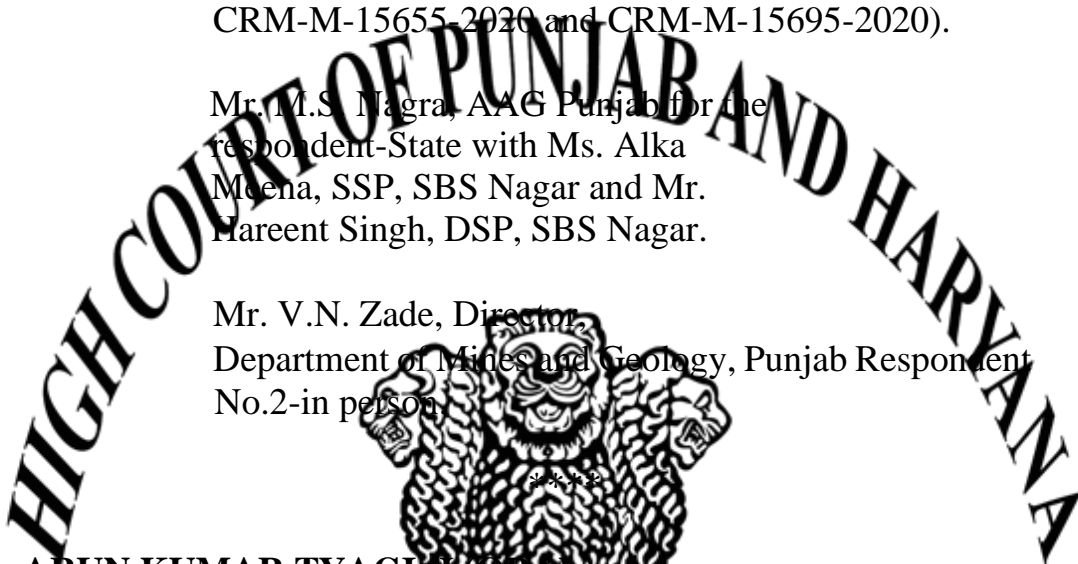 CRM-M-15655-2020 and CRM-M-15695-2020).
HIGH COURT OF PUNJAB AND HARYANA
Mr. M.S. Nagra, AAG Punjab for the
respondent-State with Ms. Alka
Meena, SSP, SBS Nagar and Mr.
Hareent Singh, DSP, SBS Nagar.
Mr. V.N. Zade, Director,
Department of Mines and Geology, Punjab Respondent
No.2-in person.
****
ARUN KUMAR TYAGI